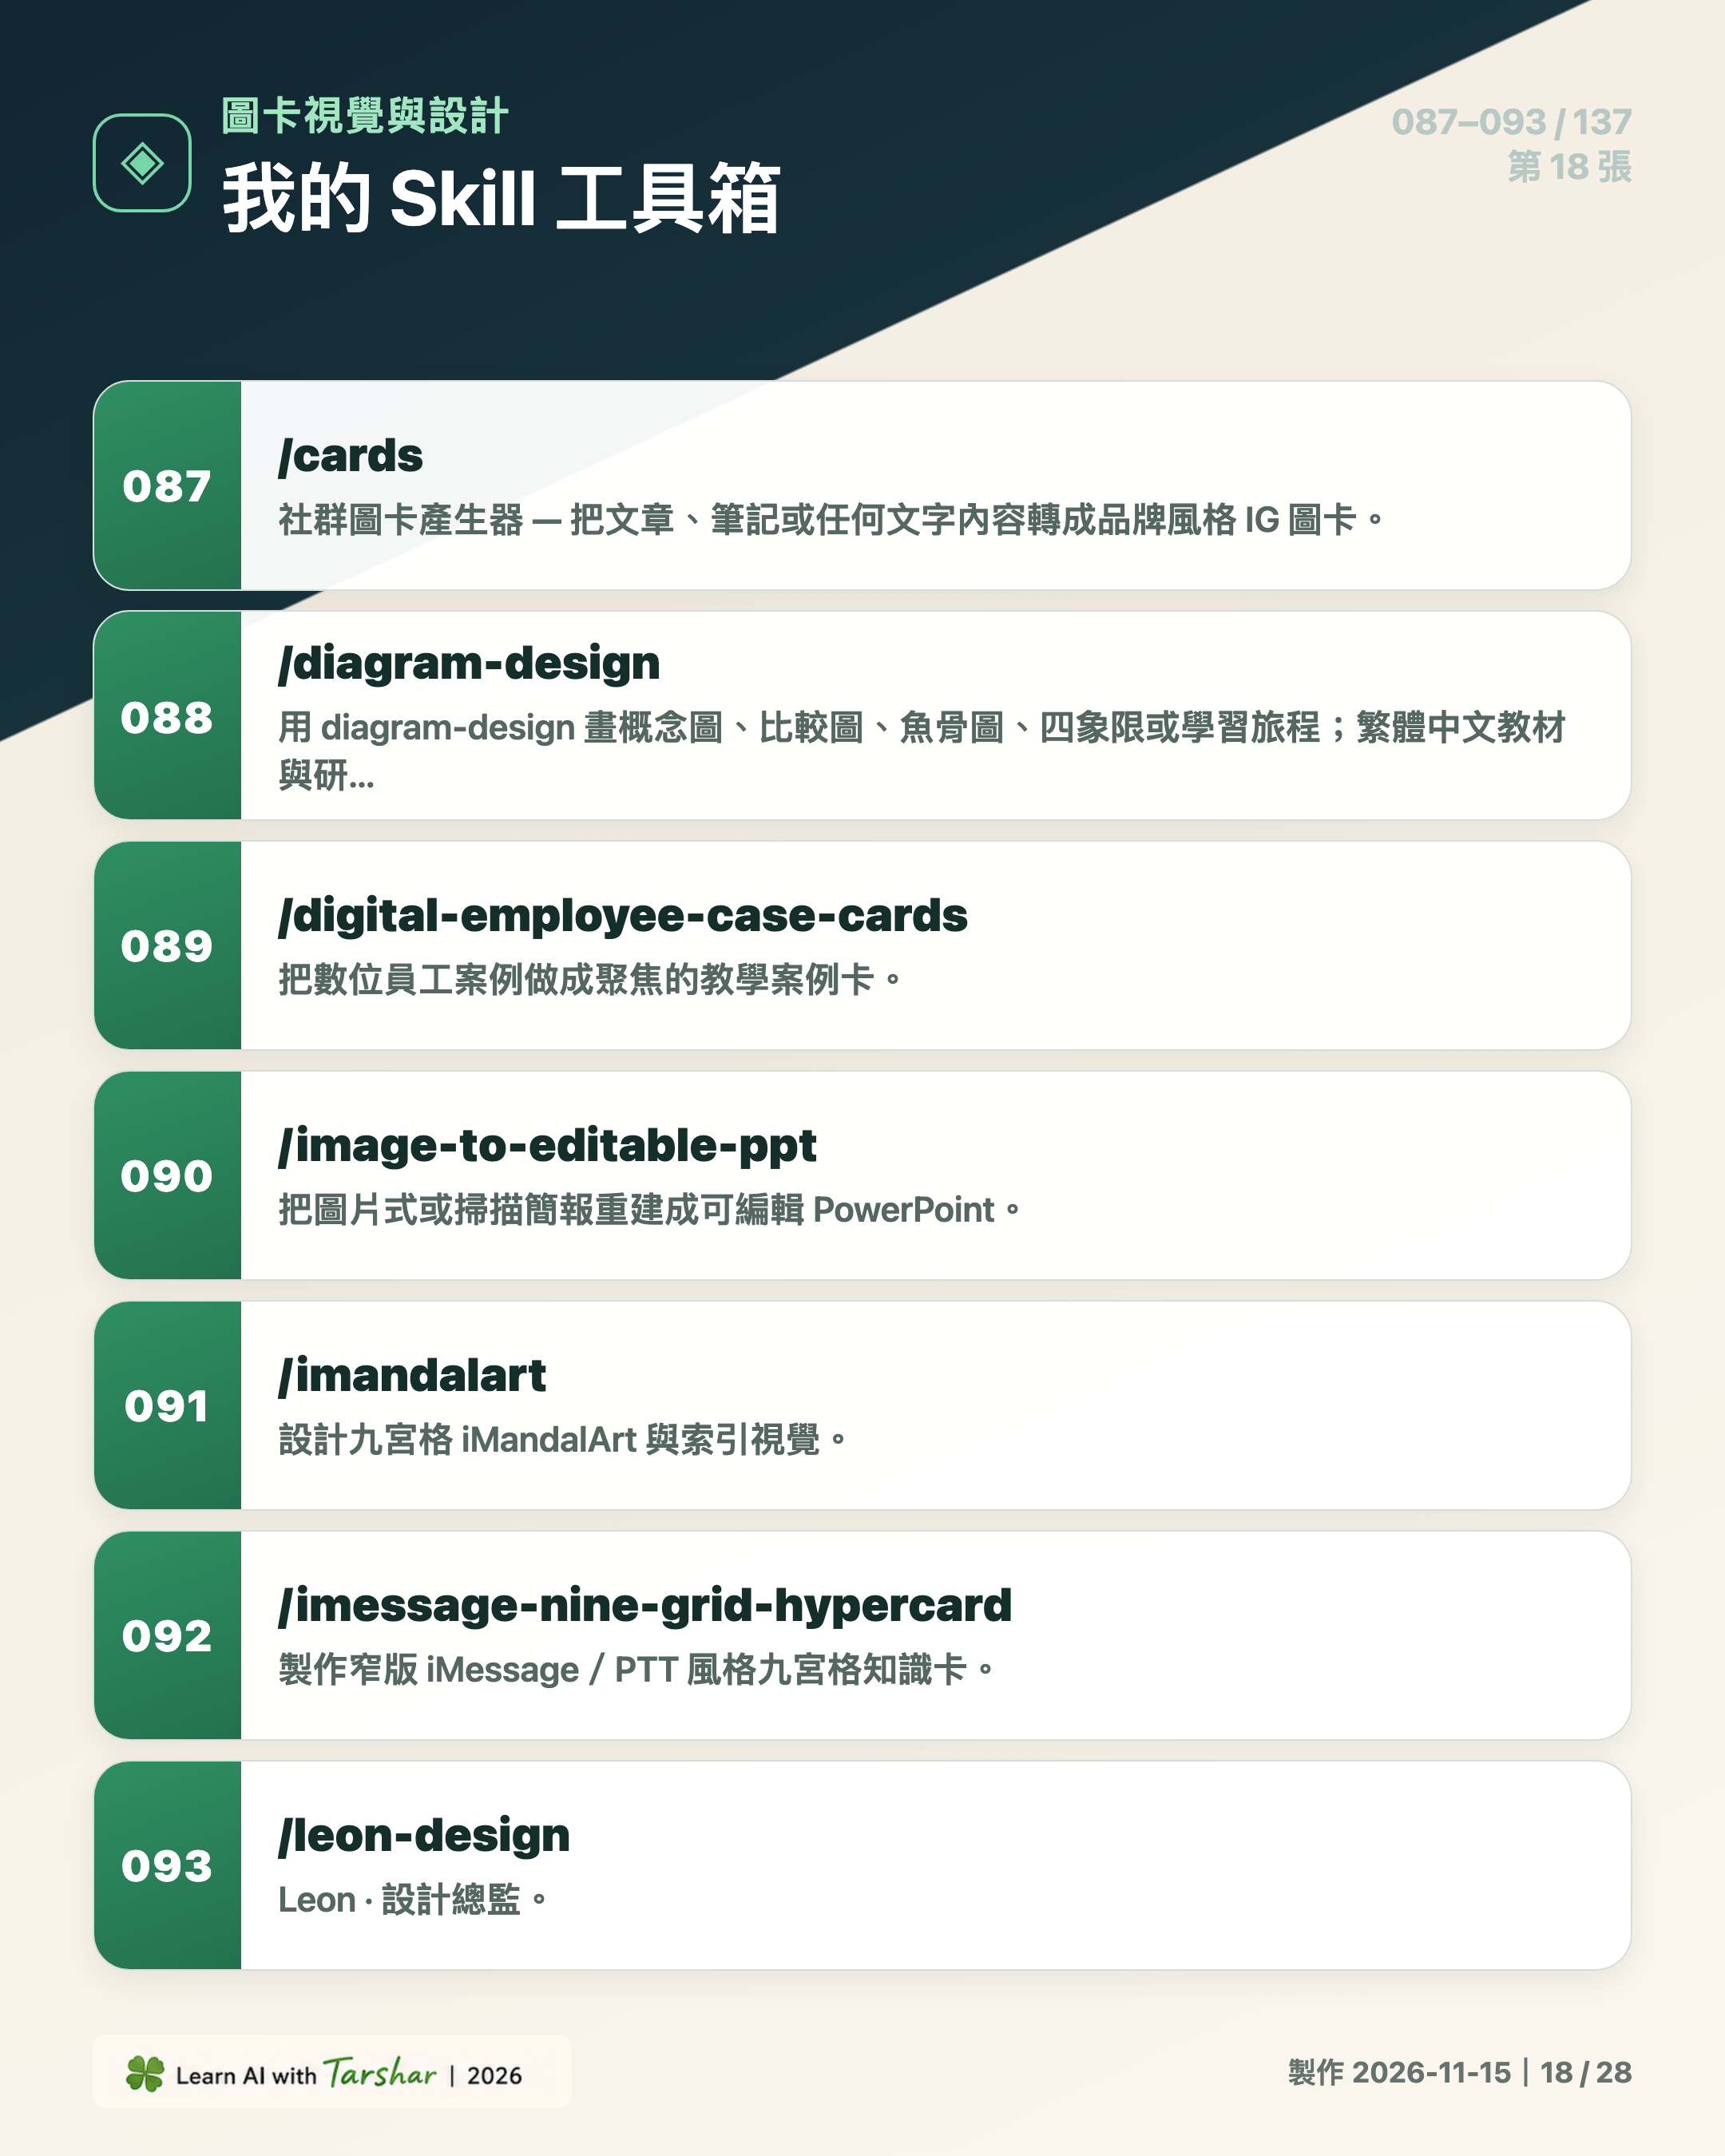 圖卡視覺與設計
我的 Skill 工具箱
087–093 / 137
第 18 張
087
/cards
社群圖卡產生器 — 把文章、筆記或任何文字內容轉成品牌風格 IG 圖卡。
088
/diagram-design
用 diagram-design 畫概念圖、比較圖、魚骨圖、四象限或學習旅程；繁體中文教材
與研...
089
/digital-employee-case-cards
把數位員工案例做成聚焦的教學案例卡。
090
/image-to-editable-ppt
把圖片式或掃描簡報重建成可編輯 PowerPoint。
091
/imandalart
設計九宮格 iMandalArt 與索引視覺。
092
/imessage-nine-grid-hypercard
製作窄版 iMessage / PTT 風格九宮格知識卡。
093
/leon-design
Leon · 設計總監。
Learn AI with Tarshar | 2026
製作 2026-11-15｜18 / 28